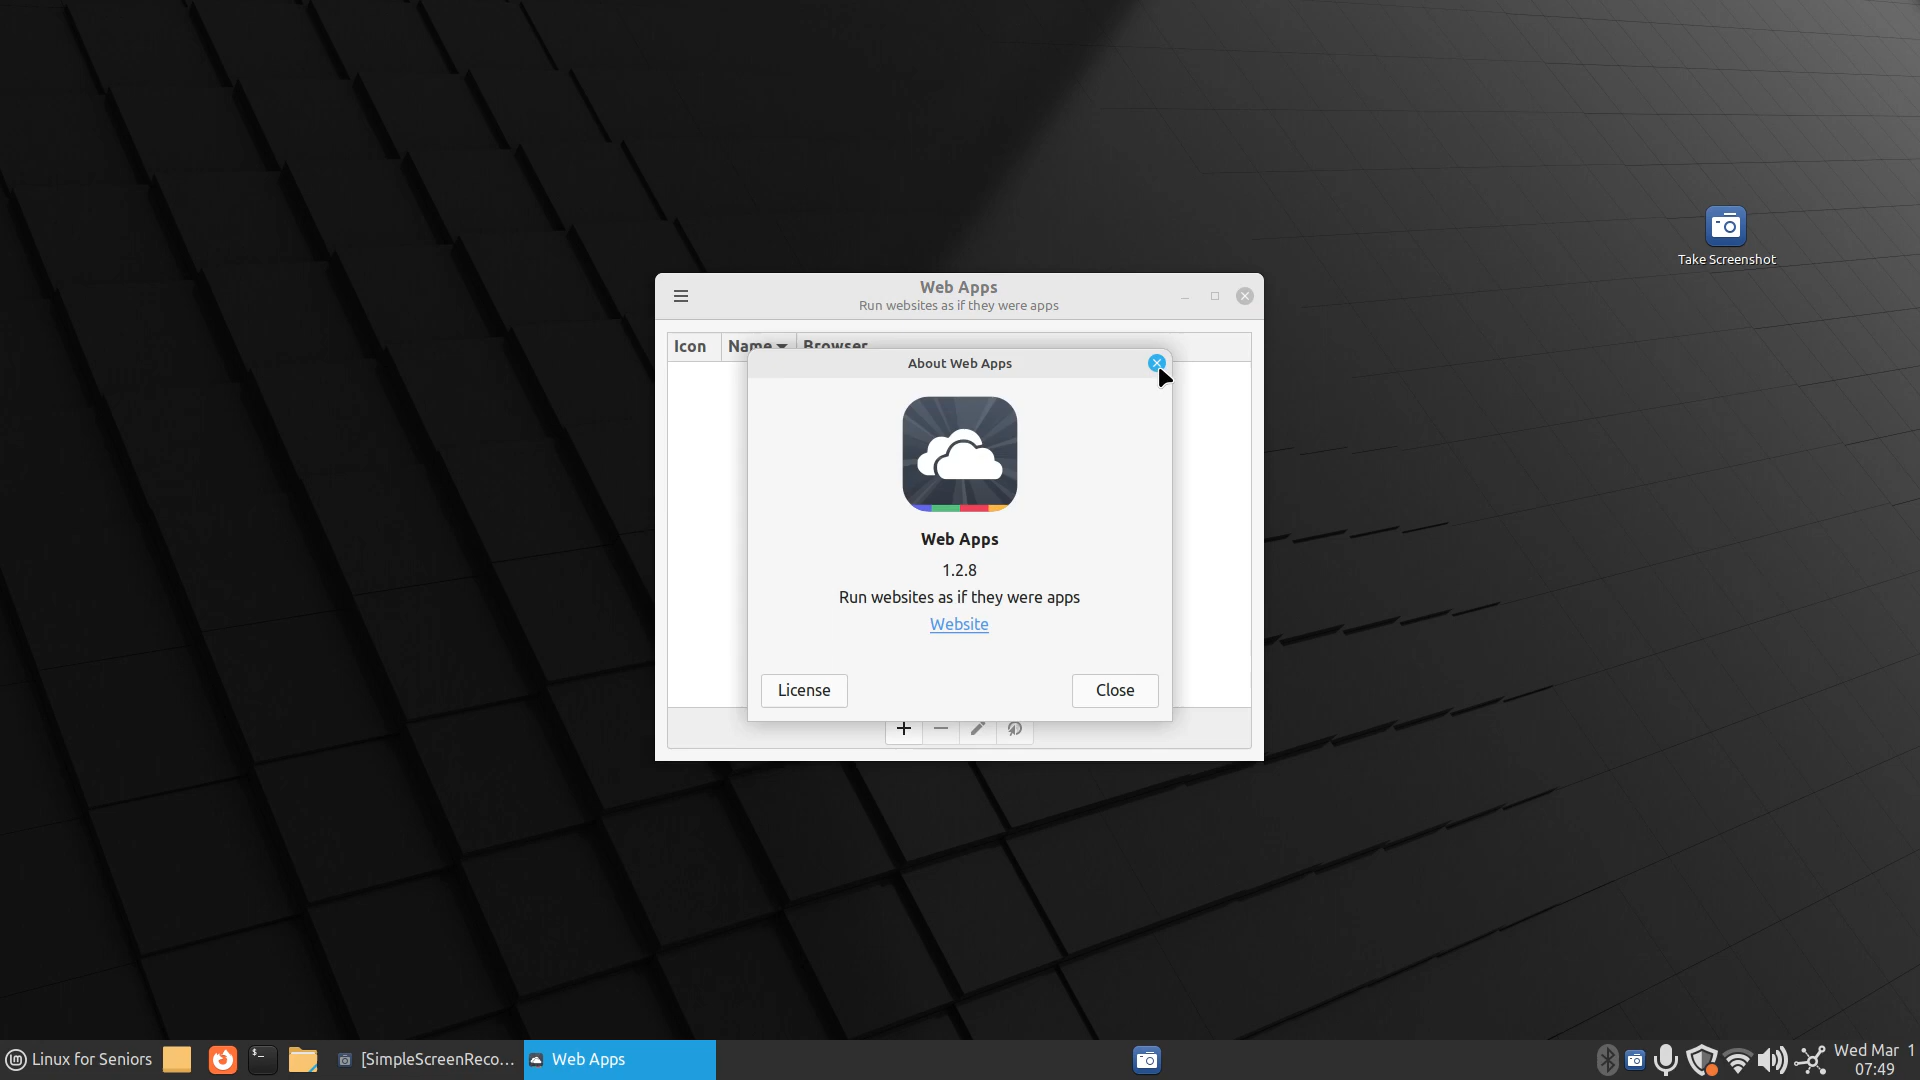 Take Screenshot
Web Apps
Run websites as if they were apps
Icon
Name
Browser
About Web Apps
Web Apps
1.2.8
Run websites as if they were apps
Website
License
Close
Linux for Seniors
[SimpleScreenReco...
Web Apps
Wed Mar 1
07:49